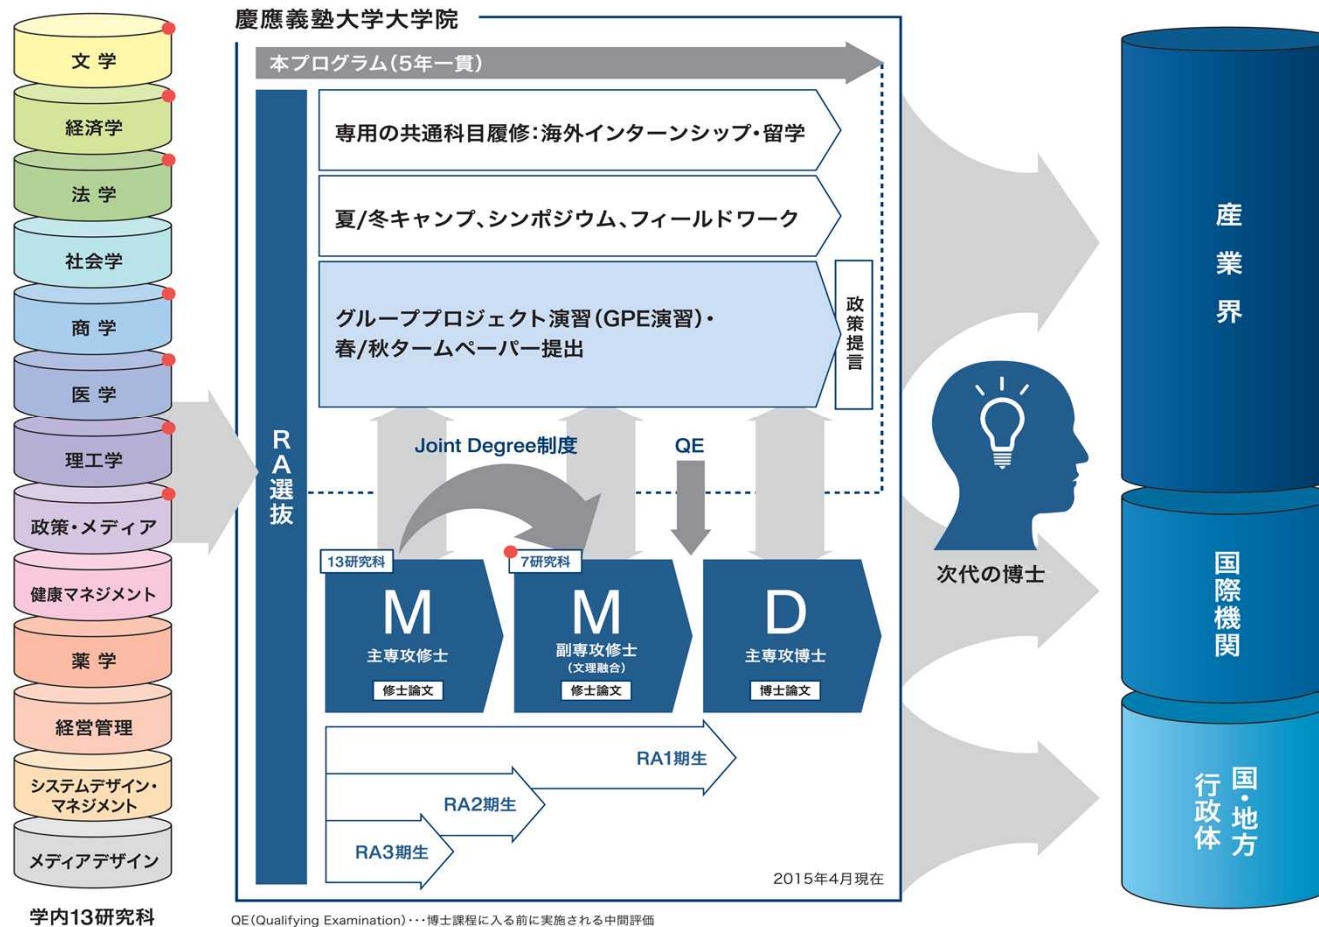 慶應義塾大学大学院
文学
経済学
法学
社会学
商学
医学
理工学
政策・メディア
健康マネジメント
薬学
経営管理
システムデザイン・
マネジメント
メディアデザイン
学内13研究科
本プログラム(5年一貫)
RA選抜
専用の共通科目履修:海外インターンシップ・留学
夏/冬キャンプ、シンポジウム、フィールドワーク
グループプロジェクト演習(GPE演習)・
春/秋タームペーパー提出
政策提言
Joint Degree制度
QE
13研究科
M
主専攻修士
修士論文
7研究科
M
副専攻修士
(文理融合)
修士論文
D
主専攻博士
博士論文
RA1期生
RA2期生
RA3期生
2015年4月現在
QE(Qualifying Examination)・・・博士課程に入る前に実施される中間評価
次代の博士
産業界
国際機関
国・地方
行政体